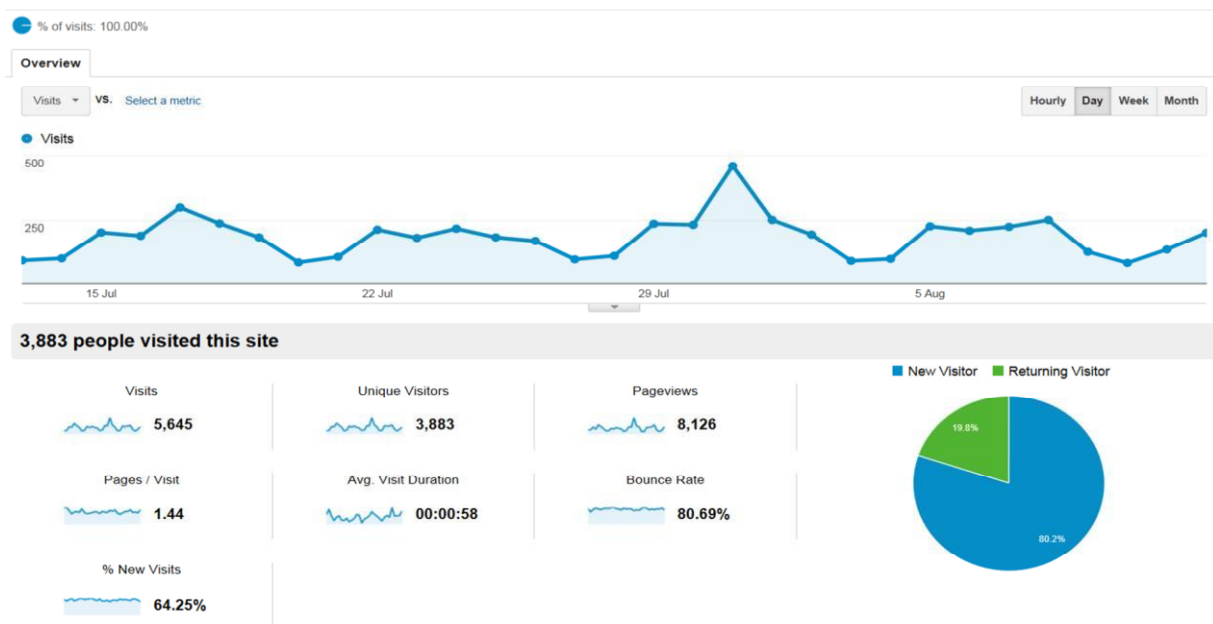 % of visits: 100.00%
Overview
Visits VS. Select a metric
Hourly Day Week Month
Visits
500
250
15 Jul 22 Jul 29 Jul 5 Aug
3,883 people visited this site
New Visitor Returning Visitor
Visits Unique Visitors Pageviews
5,645 3,883 8,126
19.8%
Pages / Visit Avg. Visit Duration Bounce Rate
1.44 00:00:58 80.69%
80.2%
% New Visits
64.25%